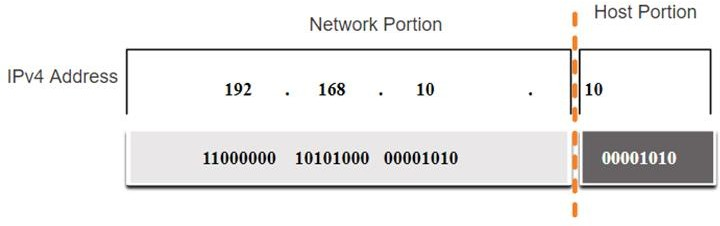 Network Portion Host Portion
IPv4 Address 192 . 168 . 10 . 10
11000000 10101000 00001010 00001010